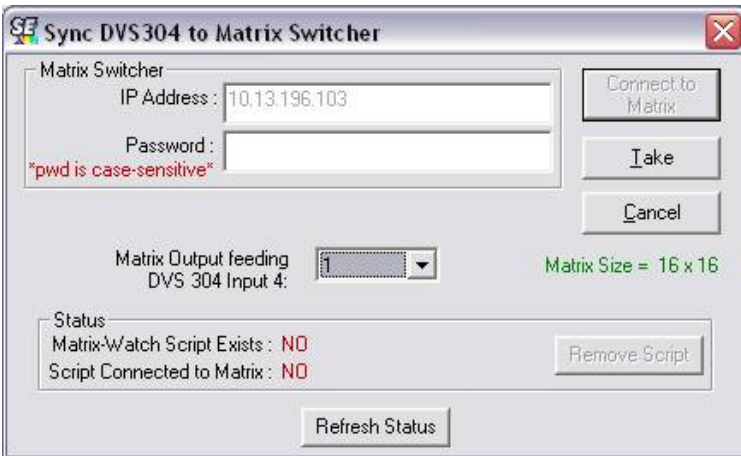 SE Sync DVS304 to Matrix Switcher
Matrix Switcher
IP Address : 10.13.196.103
Connect to
Matrix
Password :
*pwd is case-sensitive*
Take
Cancel
Matrix Output feeding
DVS 304 Input 4:
1
Matrix Size = 16 x 16
Status
Matrix-Watch Script Exists : NO
Script Connected to Matrix : NO
Remove Script
Refresh Status